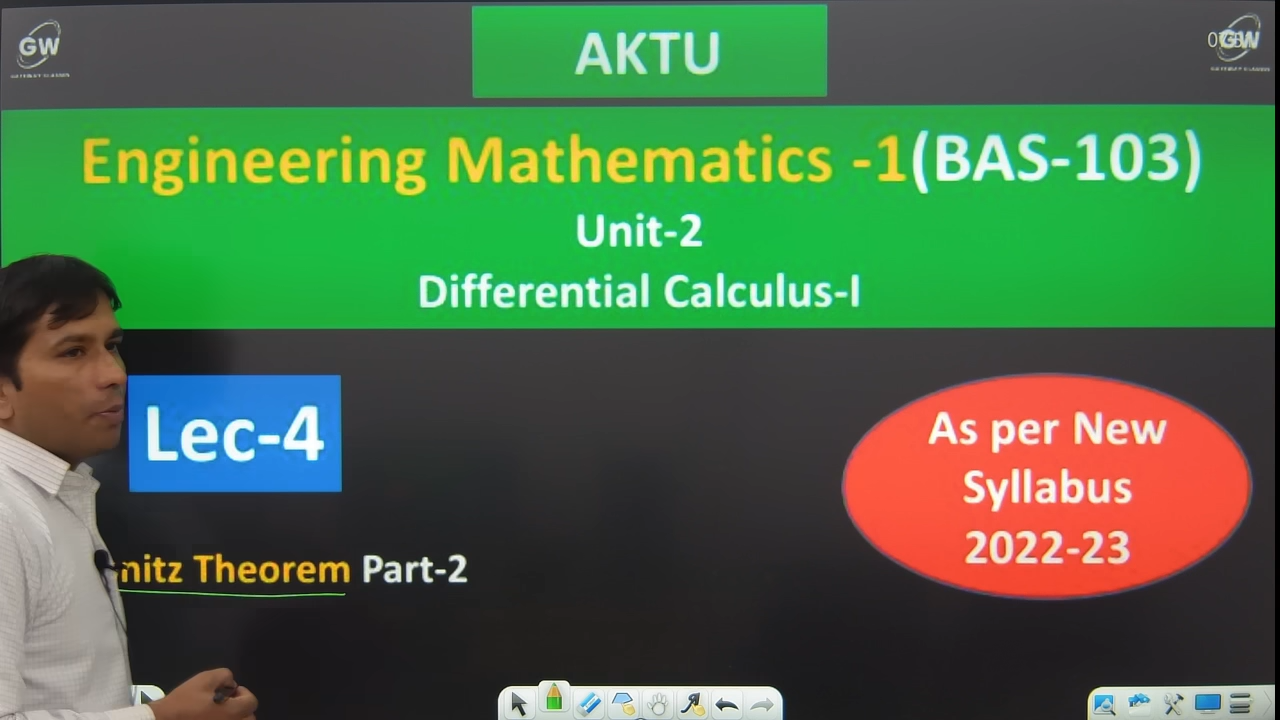 GW
AKTU
GW
Engineering Mathematics -1(BAS-103)
Unit-2
Differential Calculus-I
Lec-4
As per New
Syllabus
2022-23
Theorem Part-2